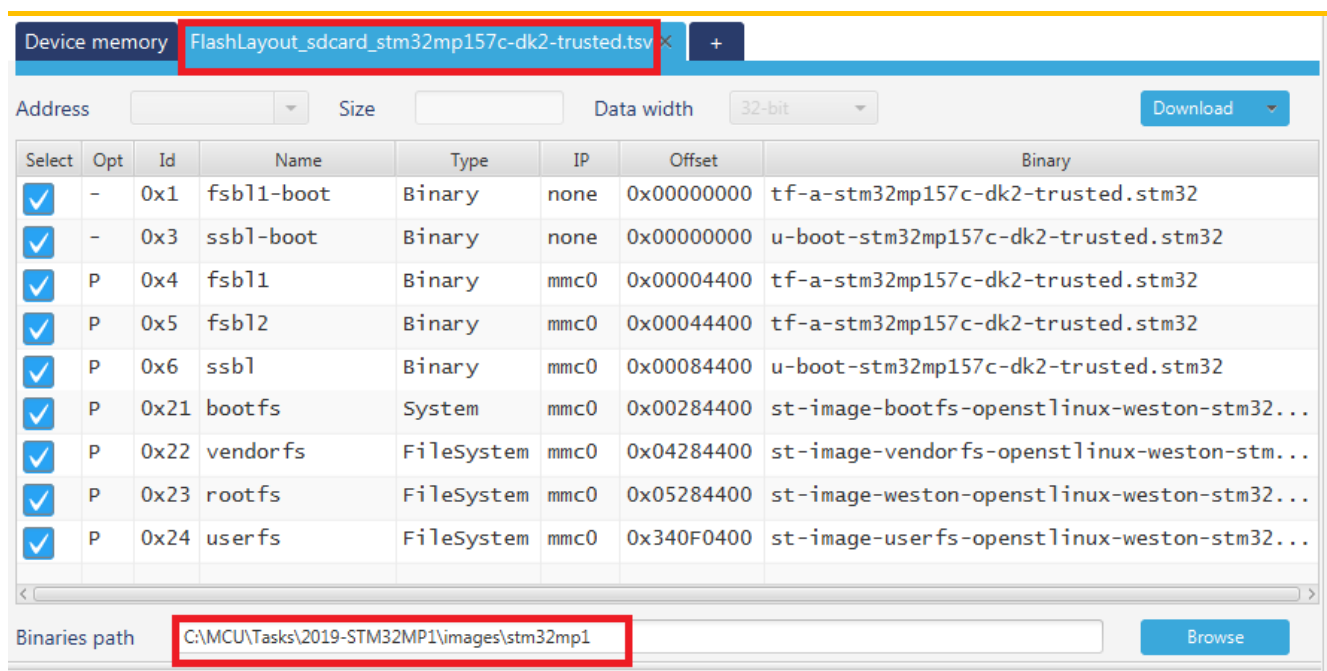 Device memory FlashLayout_sdcard_stm32mp157c-dk2-trusted.tsv × +
Address Size Data width 32-bit Download
Select Opt Id Name Type IP Offset Binary
- 0x1 fsbl1-boot Binary none 0x00000000 tf-a-stm32mp157c-dk2-trusted.stm32
- 0x3 ssbl-boot Binary none 0x00000000 u-boot-stm32mp157c-dk2-trusted.stm32
P 0x4 fsbl1 Binary mmc0 0x00004400 tf-a-stm32mp157c-dk2-trusted.stm32
P 0x5 fsbl2 Binary mmc0 0x00044400 tf-a-stm32mp157c-dk2-trusted.stm32
P 0x6 ssbl Binary mmc0 0x00084400 u-boot-stm32mp157c-dk2-trusted.stm32
P 0x21 bootfs System mmc0 0x00284400 st-image-bootfs-openstlinux-weston-stm32...
P 0x22 vendorfs FileSystem mmc0 0x04284400 st-image-vendorfs-openstlinux-weston-stm...
P 0x23 rootfs FileSystem mmc0 0x05284400 st-image-weston-openstlinux-weston-stm32...
P 0x24 userfs FileSystem mmc0 0x340F0400 st-image-userfs-openstlinux-weston-stm32...
Binaries path C:\MCU\Tasks\2019-STM32MP1\images\stm32mp1 Browse